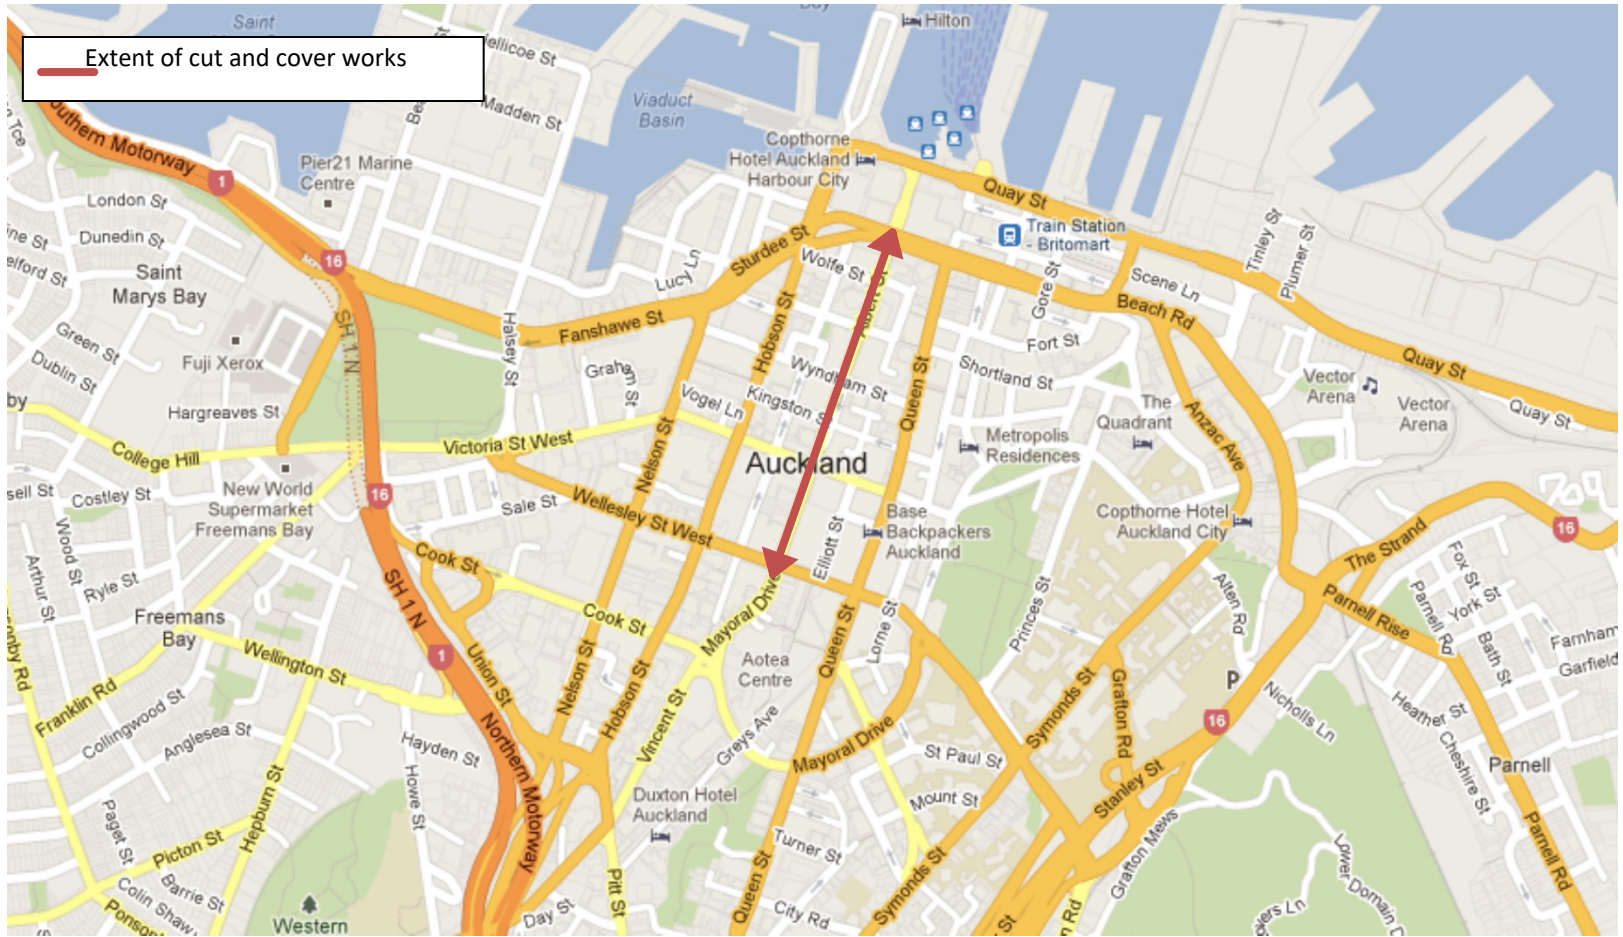 Extent of cut and cover works
Saint
Hilton
Jellicoe St
Madden St
Viaduct
Basin
Copthorne
Hotel Auckland
Harbour City
Southern Motorway
1
Pier21 Marine
Centre
Quay St
London St
Train Station
- Britomart
Tinley St
Plumer St
Dunedin St
Sturdee St
Wolfe St
Lucy Ln
16
Saint
Marys Bay
Gore St
Scene Ln
Beach Rd
Albert St
Hobson St
Fanshawe St
Halsey St
SH 1 N
Green St
Dublin St
Fuji Xerox
Graham St
Wyndham St
Queen St
Fort St
Shortland St
Quay St
Vector
Arena
Vector
Arena
Quay St
Vogel Ln
Kingston St
The
Quadrant
Anzac Ave
Hargreaves St
College Hill
Victoria St West
Nelson St
Metropolis
Residences
Auckland
Costley St
New World
Supermarket
Freemans Bay
16
Sale St
Wellesley St West
Base
Backpackers
Auckland
Copthorne Hotel
Auckland City
16
The Strand
Wood St
Arthur St
Ryle St
Cook St
Elliott St
Fox St
York St
Bath St
SH 1 N
Freemans
Bay
Cook St
Mayoral Drive
Lorne St
Princes St
Alten Rd
Parnell Rise
Parnell Rd
Farnham
Garfield
Wellington St
1
Union St
Nelson St
Hobson St
Aotea
Centre
Queen St
Symonds St
Grafton Rd
P
Nicholls Ln
Franklin Rd
Collingwood St
Anglesea St
Hayden St
Northern Motorway
Vincent St
Greys Ave
Mayoral Drive
St Paul St
16
Heather St
Cheshire St
Parnell
Howe St
Hepburn St
Paget St
Picton St
Duxton Hotel
Auckland
Mount St
Stanley St
Grafton Mews
Parnell Rd
Turner St
Barrie St
Colin Shaw
Western
Day St
Pitt St
Queen St
City Rd
Symonds St
Lower Domain D